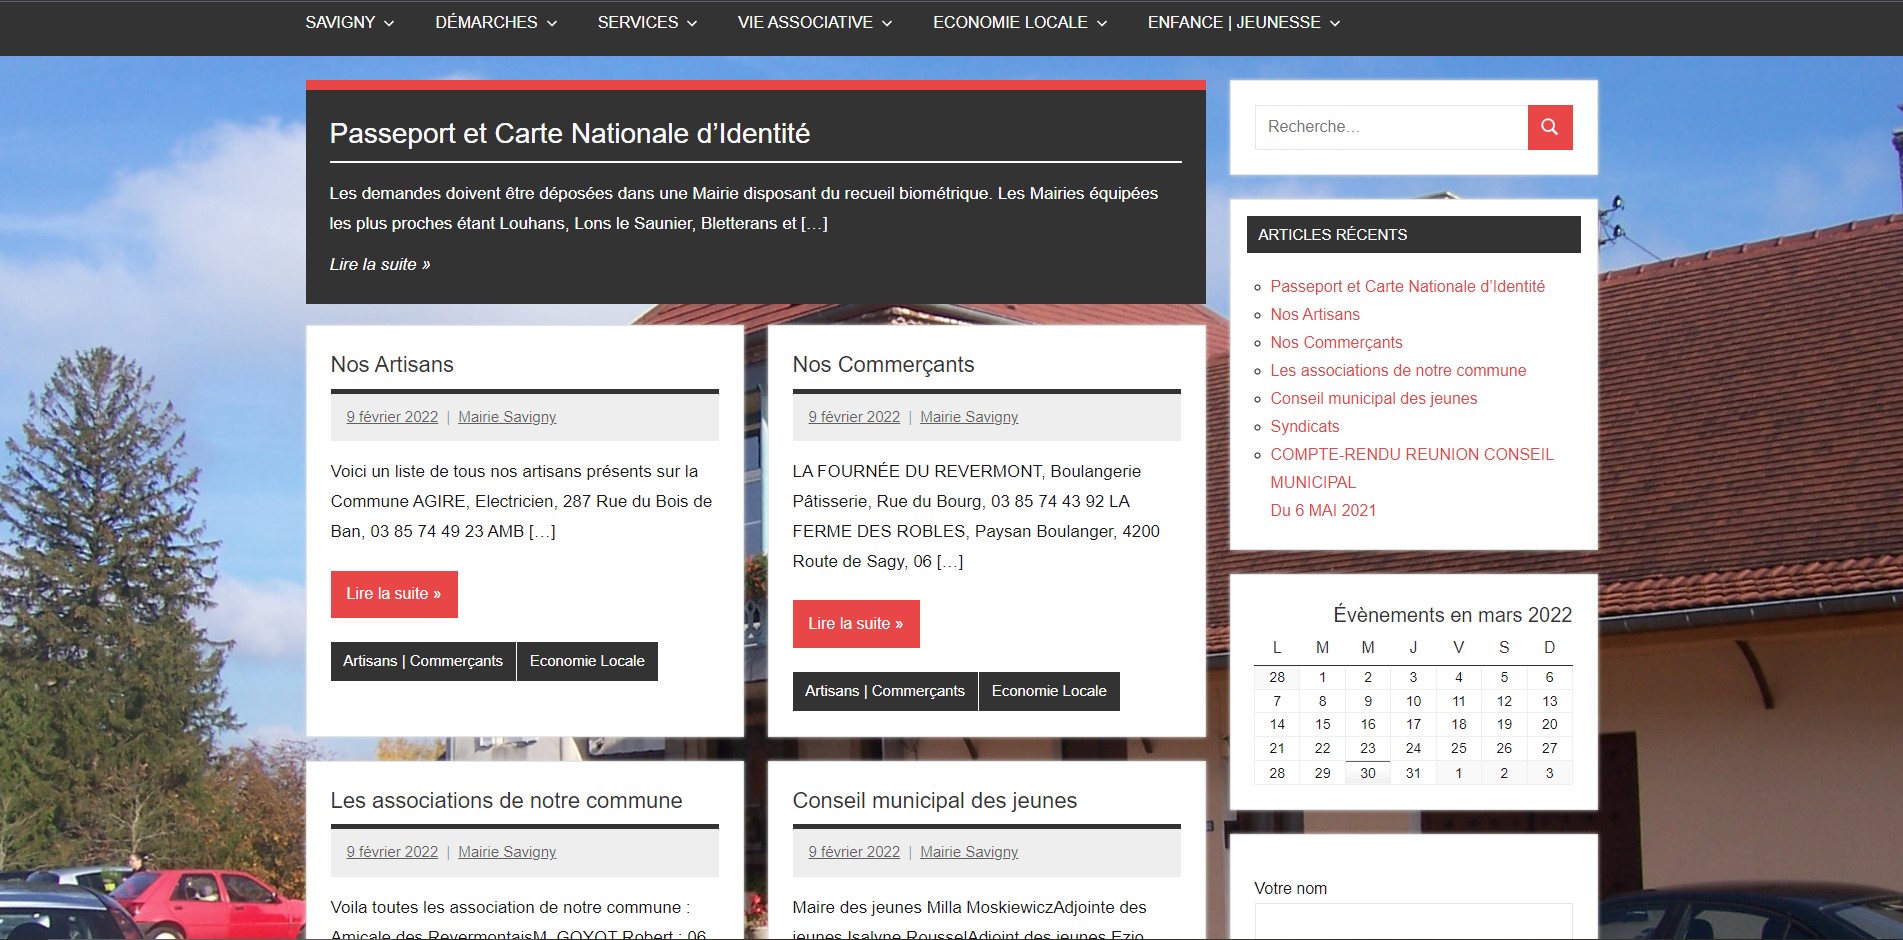 SAVIGNY DÉMARCHES SERVICES VIE ASSOCIATIVE ECONOMIE LOCALE ENFANCE | JEUNESSE
Passeport et Carte Nationale d’Identité
Les demandes doivent être déposées dans une Mairie disposant du recueil biométrique. Les Mairies équipées
les plus proches étant Louhans, Lons le Saunier, Bletterans et […]
Lire la suite »
Nos Artisans
9 février 2022 | Mairie Savigny
Voici un liste de tous nos artisans présents sur la
Commune AGIRE, Electricien, 287 Rue du Bois de
Ban, 03 85 74 49 23 AMB […]
Lire la suite »
Artisans | Commerçants Economie Locale
Nos Commerçants
9 février 2022 | Mairie Savigny
LA FOURNÉE DU REVERMONT, Boulangerie
Pâtisserie, Rue du Bourg, 03 85 74 43 92 LA
FERME DES ROBLES, Paysan Boulanger, 4200
Route de Sagy, 06 […]
Lire la suite »
Artisans | Commerçants Economie Locale
Les associations de notre commune
9 février 2022 | Mairie Savigny
Voila toutes les association de notre commune :
Amicale des RevermontaisM. GOYOT Robert : 06
Conseil municipal des jeunes
9 février 2022 | Mairie Savigny
Maire des jeunes Milla MoskiewiczAdjointe des
jeunes Isalyne RousselAdjoint des jeunes Ezio
Recherche…
ARTICLES RÉCENTS
Passeport et Carte Nationale d’Identité
Nos Artisans
Nos Commerçants
Les associations de notre commune
Conseil municipal des jeunes
Syndicats
COMPTE-RENDU REUNION CONSEIL
MUNICIPAL
Du 6 MAI 2021
Évènements en mars 2022
L M M J V S D
28 1 2 3 4 5 6
7 8 9 10 11 12 13
14 15 16 17 18 19 20
21 22 23 24 25 26 27
28 29 30 31 1 2 3
Votre nom